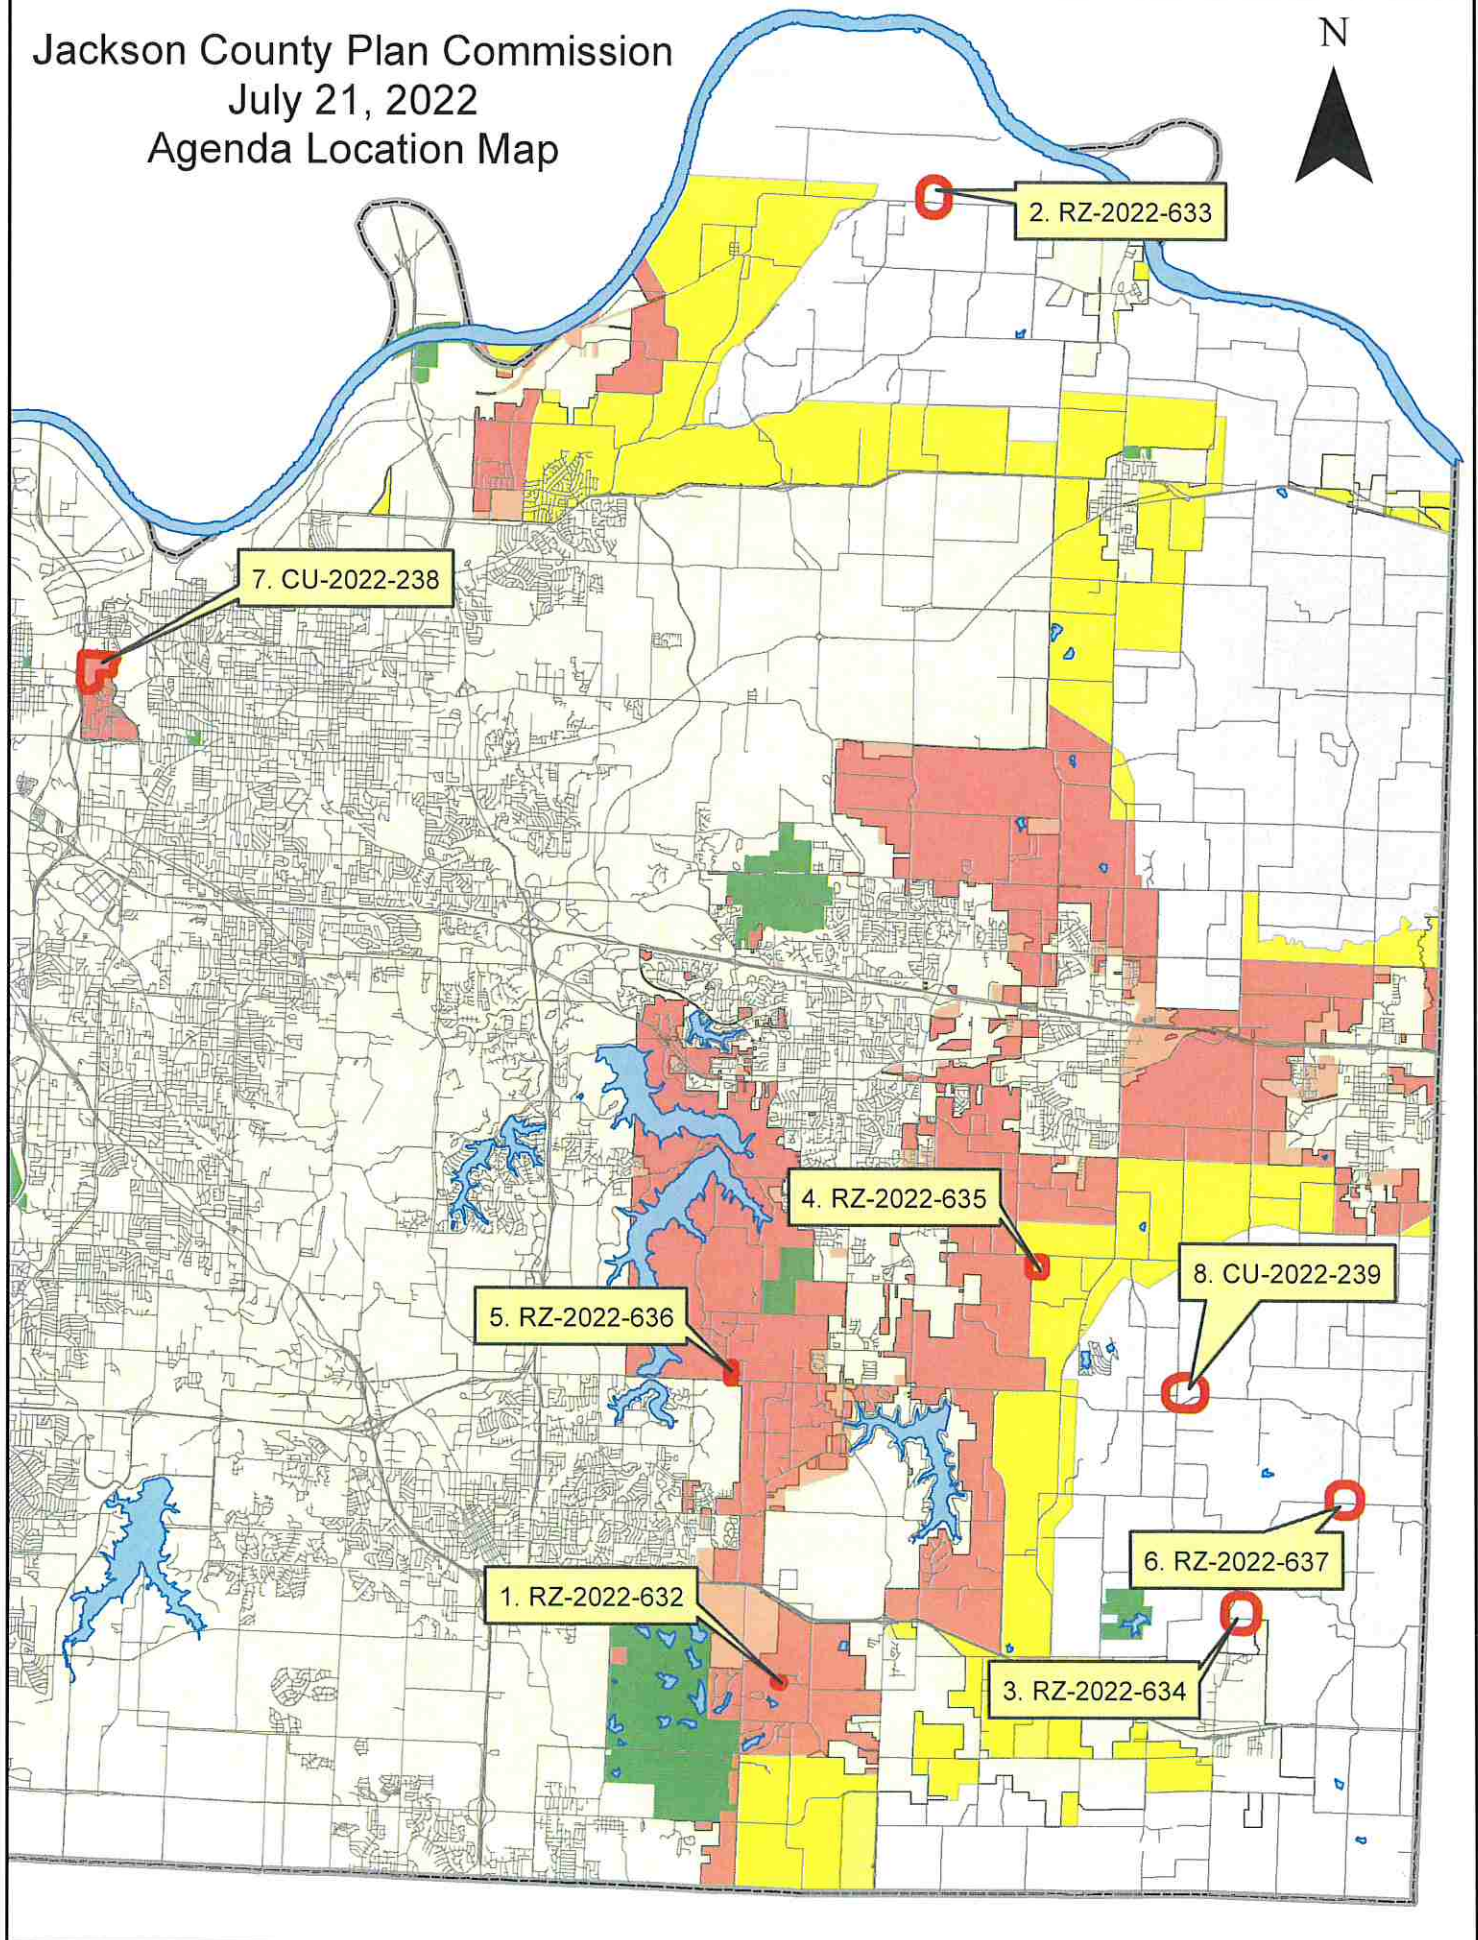 Jackson County Plan Commission
July 21, 2022
Agenda Location Map
N
2. RZ-2022-633
7. CU-2022-238
4. RZ-2022-635
8. CU-2022-239
5. RZ-2022-636
6. RZ-2022-637
1. RZ-2022-632
3. RZ-2022-634